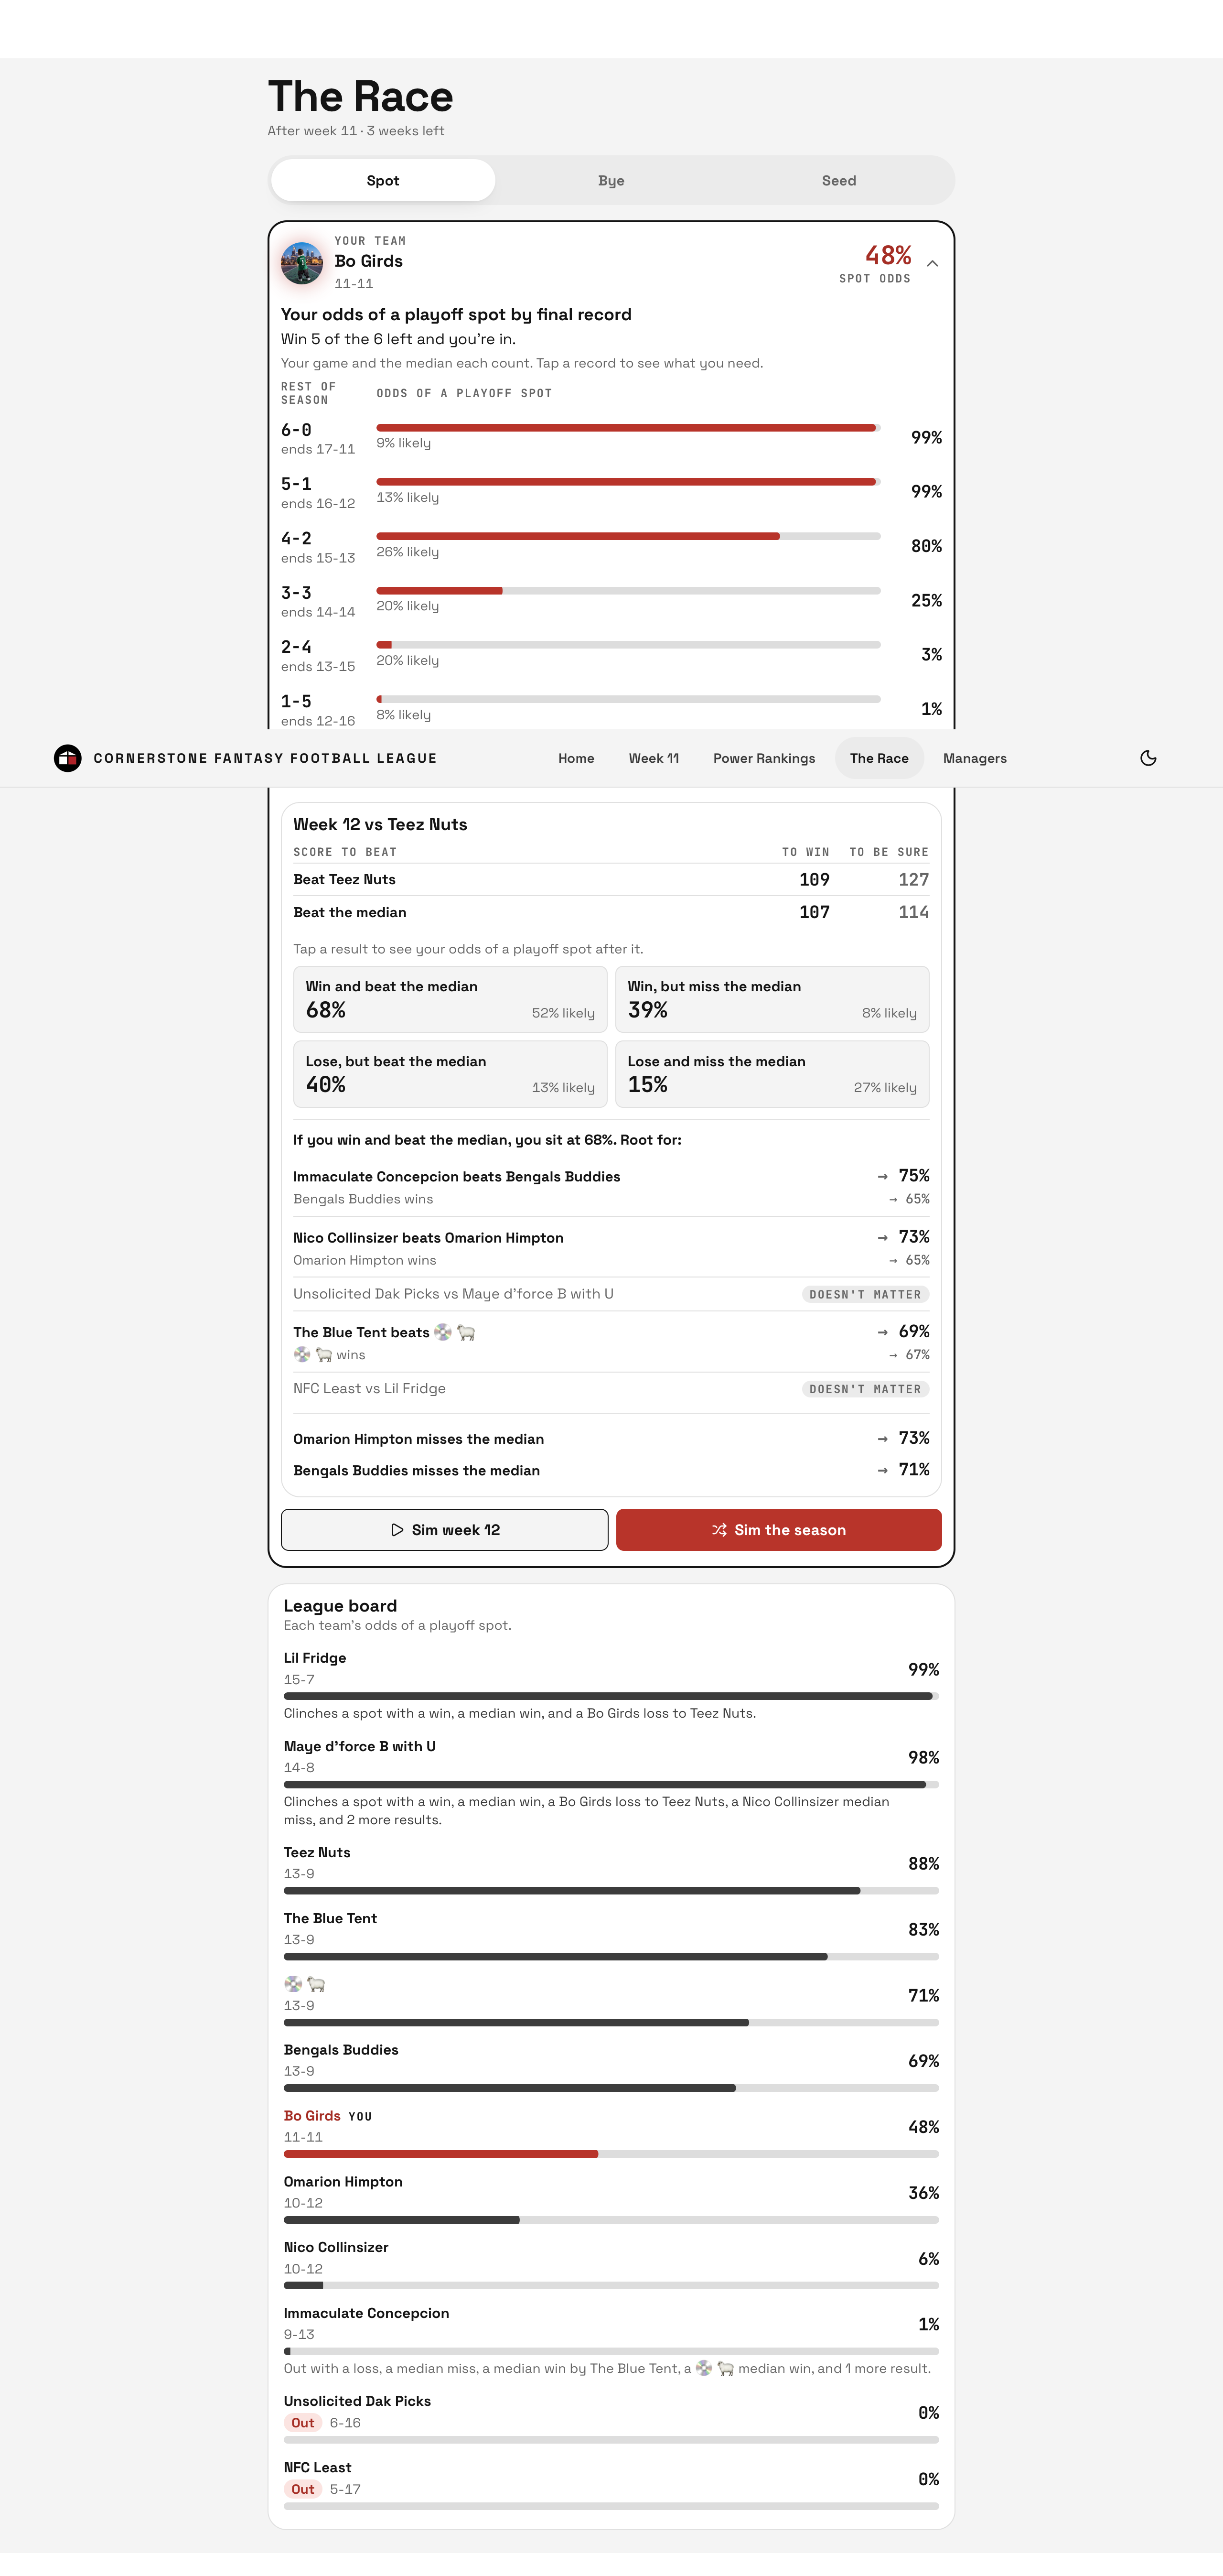 The Race
After week 11 · 3 weeks left
Spot
Bye
Seed
YOUR TEAM
Bo Girds
11-11
48%
SPOT ODDS
Your odds of a playoff spot by final record
Win 5 of the 6 left and you're in.
Your game and the median each count. Tap a record to see what you need.
REST OF SEASON
ODDS OF A PLAYOFF SPOT
6-0
ends 17-11
9% likely
99%
5-1
ends 16-12
13% likely
99%
4-2
ends 15-13
26% likely
80%
3-3
ends 14-14
20% likely
25%
2-4
ends 13-15
20% likely
3%
1-5
ends 12-16
8% likely
1%
CORNERSTONE FANTASY FOOTBALL LEAGUE
Home
Week 11
Power Rankings
The Race
Managers
Week 12 vs Teez Nuts
SCORE TO BEAT TO WIN TO BE SURE
Beat Teez Nuts 109 127
Beat the median 107 114
Tap a result to see your odds of a playoff spot after it.
Win and beat the median
68% 52% likely
Win, but miss the median
39% 8% likely
Lose, but beat the median
40% 13% likely
Lose and miss the median
15% 27% likely
If you win and beat the median, you sit at 68%. Root for:
Immaculate Concepcion beats Bengals Buddies → 75%
Bengals Buddies wins → 65%
Nico Collinsizer beats Omarion Himpton → 73%
Omarion Himpton wins → 65%
Unsolicited Dak Picks vs Maye d'force B with U DOESN'T MATTER
The Blue Tent beats 💿 🐑 → 69%
💿 🐑 wins → 67%
NFC Least vs Lil Fridge DOESN'T MATTER
Omarion Himpton misses the median → 73%
Bengals Buddies misses the median → 71%
Sim week 12
Sim the season
League board
Each team's odds of a playoff spot.
Lil Fridge
15-7
99%
Clinches a spot with a win, a median win, and a Bo Girds loss to Teez Nuts.
Maye d'force B with U
14-8
98%
Clinches a spot with a win, a median win, a Bo Girds loss to Teez Nuts, a Nico Collinsizer median
miss, and 2 more results.
Teez Nuts
13-9
88%
The Blue Tent
13-9
83%
💿 🐑
13-9
71%
Bengals Buddies
13-9
69%
Bo Girds YOU
11-11
48%
Omarion Himpton
10-12
36%
Nico Collinsizer
10-12
6%
Immaculate Concepcion
9-13
1%
Out with a loss, a median miss, a median win by The Blue Tent, a 💿 🐑 median win, and 1 more result.
Unsolicited Dak Picks
Out 6-16
0%
NFC Least
Out 5-17
0%